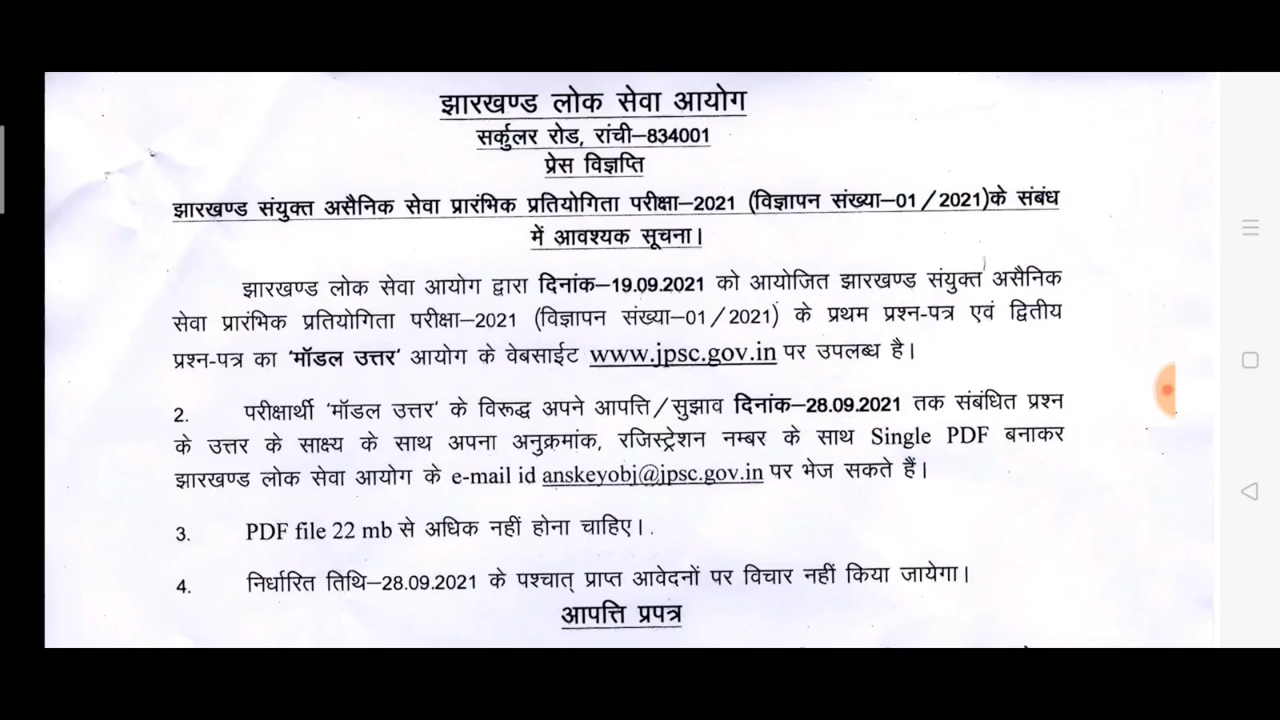 झारखण्ड लोक सेवा आयोग
सर्कुलर रोड, रांची–834001
प्रेस विज्ञप्ति
झारखण्ड संयुक्त असैनिक सेवा प्रारंभिक प्रतियोगिता परीक्षा–2021 (विज्ञापन संख्या–01/2021)के संबंध
में आवश्यक सूचना।
झारखण्ड लोक सेवा आयोग द्वारा दिनांक–19.09.2021 को आयोजित झारखण्ड संयुक्त असैनिक
सेवा प्रारंभिक प्रतियोगिता परीक्षा–2021 (विज्ञापन संख्या–01/2021) के प्रथम प्रश्न-पत्र एवं द्वितीय
प्रश्न-पत्र का ‘मॉडल उत्तर’ आयोग के वेबसाईट www.jpsc.gov.in पर उपलब्ध है।
2. परीक्षार्थी ‘मॉडल उत्तर’ के विरूद्ध अपने आपत्ति/सुझाव दिनांक–28.09.2021 तक संबंधित प्रश्न
के उत्तर के साक्ष्य के साथ अपना अनुक्रमांक, रजिस्ट्रेशन नम्बर के साथ Single PDF बनाकर
झारखण्ड लोक सेवा आयोग के e-mail id anskeyobj@jpsc.gov.in पर भेज सकते हैं।
3. PDF file 22 mb से अधिक नहीं होना चाहिए।.
4. निर्धारित तिथि–28.09.2021 के पश्चात् प्राप्त आवेदनों पर विचार नहीं किया जायेगा।
आपत्ति प्रपत्र